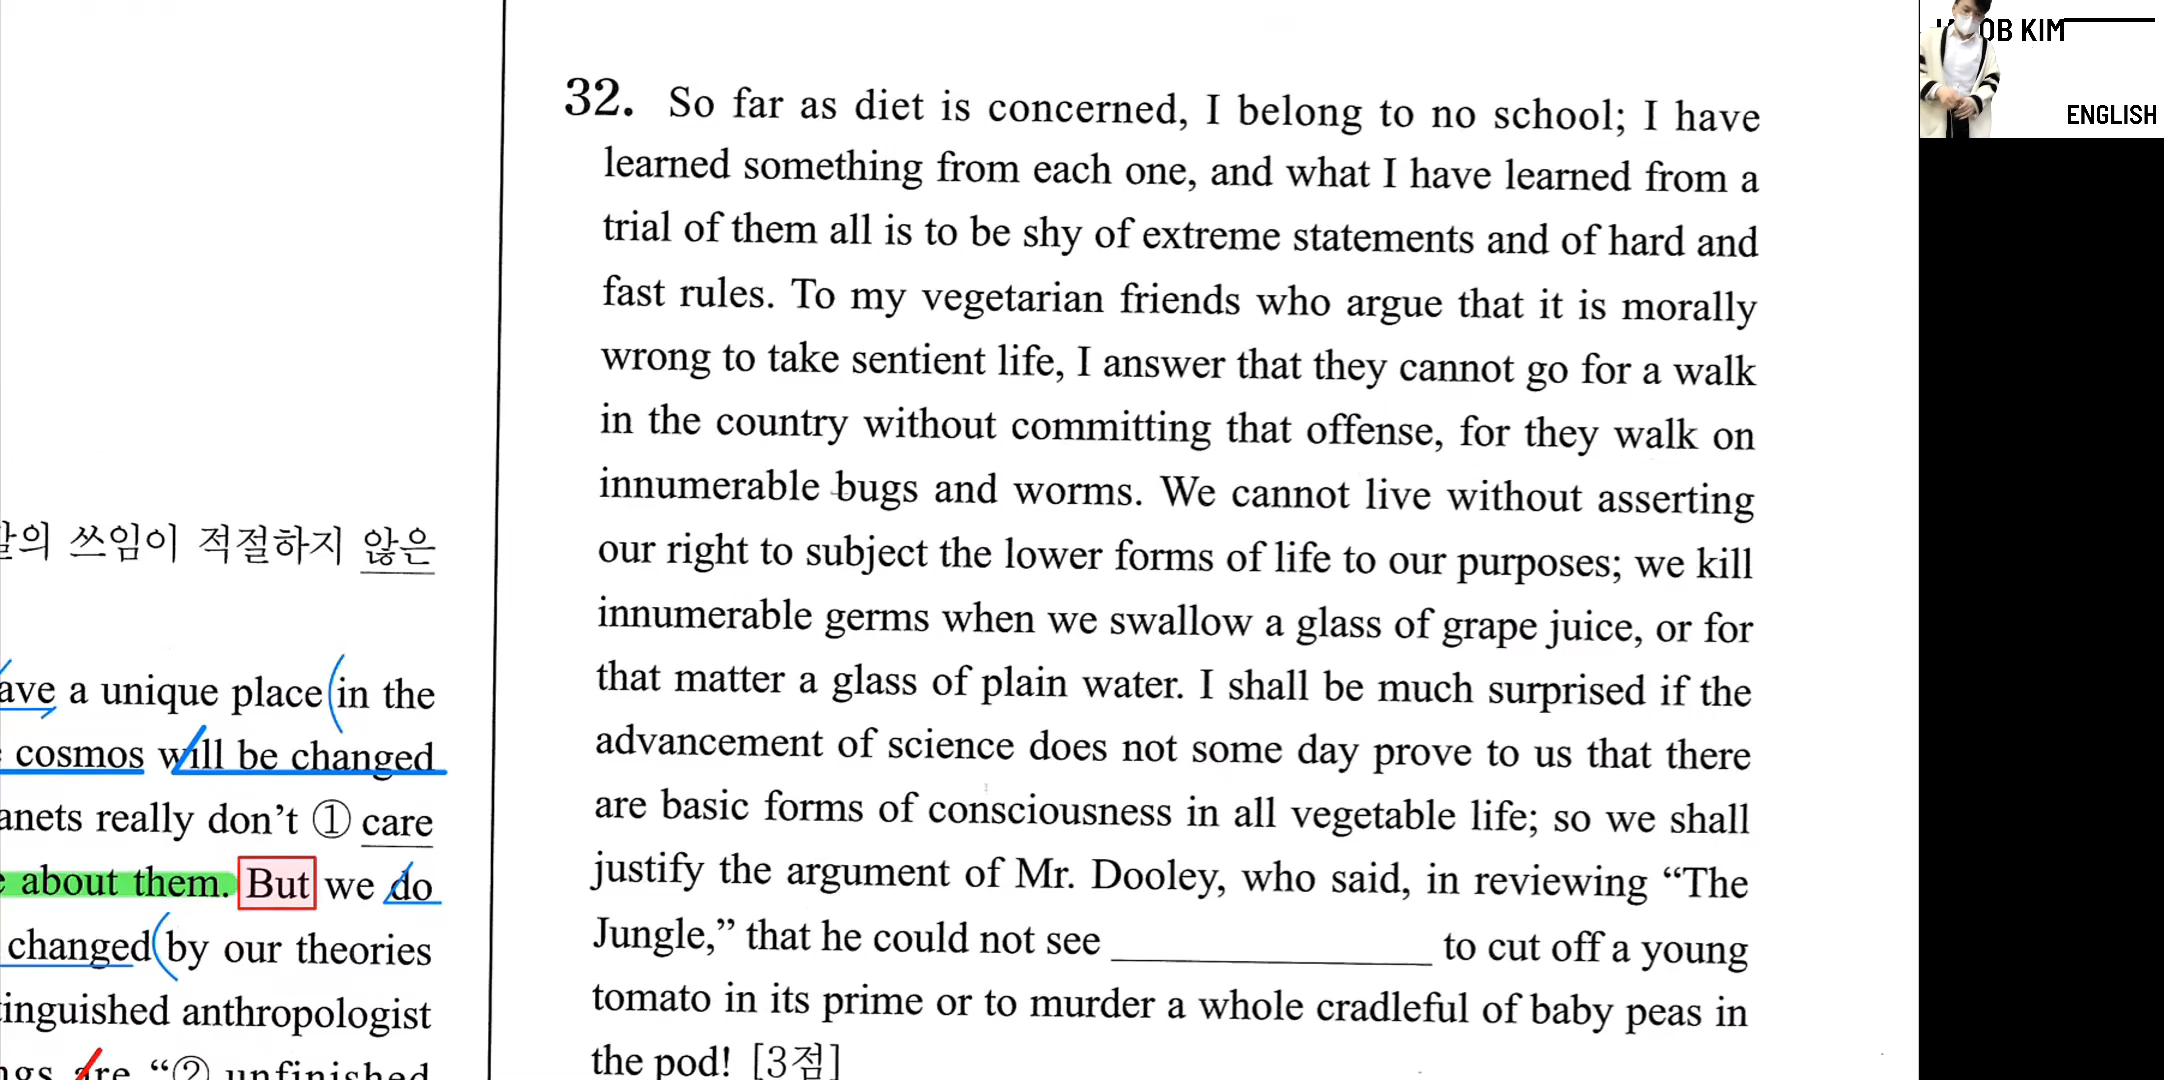 말의 쓰임이 적절하지 않은
ave a unique place in the
cosmos will be changed
anets really don't ① care
about them. But we do
changed by our theories
inguished anthropologist
are “② unfinished
32. So far as diet is concerned, I belong to no school; I have
learned something from each one, and what I have learned from a
trial of them all is to be shy of extreme statements and of hard and
fast rules. To my vegetarian friends who argue that it is morally
wrong to take sentient life, I answer that they cannot go for a walk
in the country without committing that offense, for they walk on
innumerable bugs and worms. We cannot live without asserting
our right to subject the lower forms of life to our purposes; we kill
innumerable germs when we swallow a glass of grape juice, or for
that matter a glass of plain water. I shall be much surprised if the
advancement of science does not some day prove to us that there
are basic forms of consciousness in all vegetable life; so we shall
justify the argument of Mr. Dooley, who said, in reviewing “The
Jungle,” that he could not see ____________ to cut off a young
tomato in its prime or to murder a whole cradleful of baby peas in
the pod! [3점]
OB KIM
ENGLISH